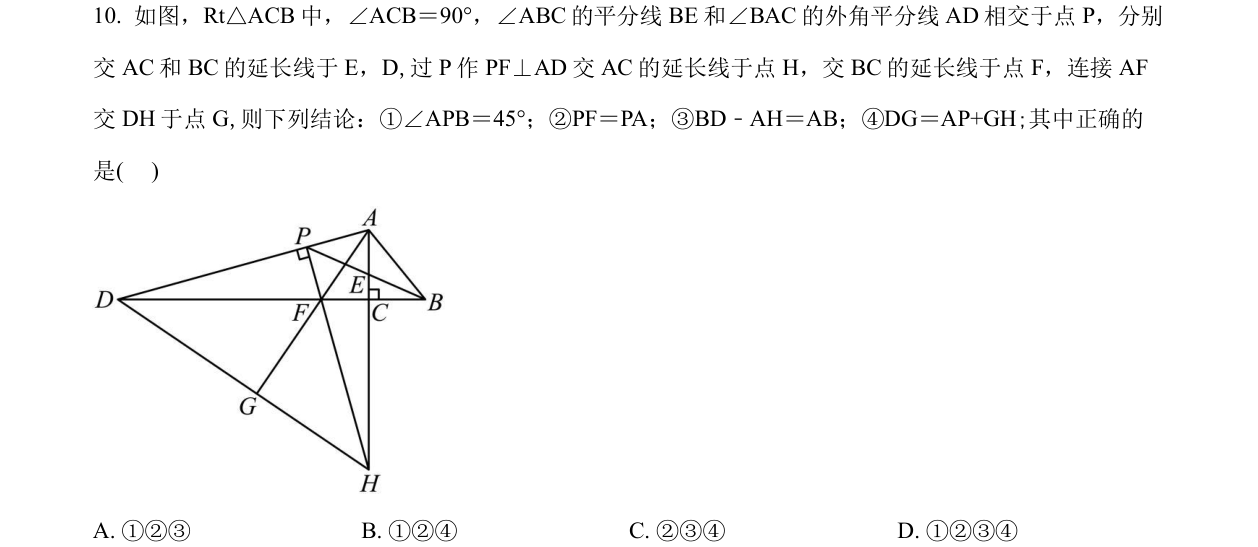 10. 如图，Rt△ACB 中，∠ACB＝90°，∠ABC 的平分线 BE 和∠BAC 的外角平分线 AD 相交于点 P，分别
交 AC 和 BC 的延长线于 E，D,过 P 作 PF⊥AD 交 AC 的延长线于点 H，交 BC 的延长线于点 F，连接 AF
交 DH 于点 G,则下列结论：①∠APB＝45°；②PF＝PA；③BD﹣AH＝AB；④DG＝AP+GH;其中正确的
是( )
A
P
E
D
F
C
B
G
H
A. ①②③ B. ①②④ C. ②③④ D. ①②③④